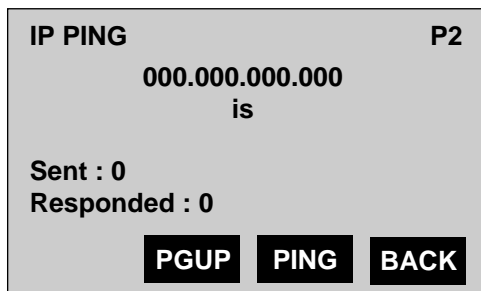 IP PING P2
000.000.000.000
is
Sent : 0
Responded : 0
PGUP PING BACK